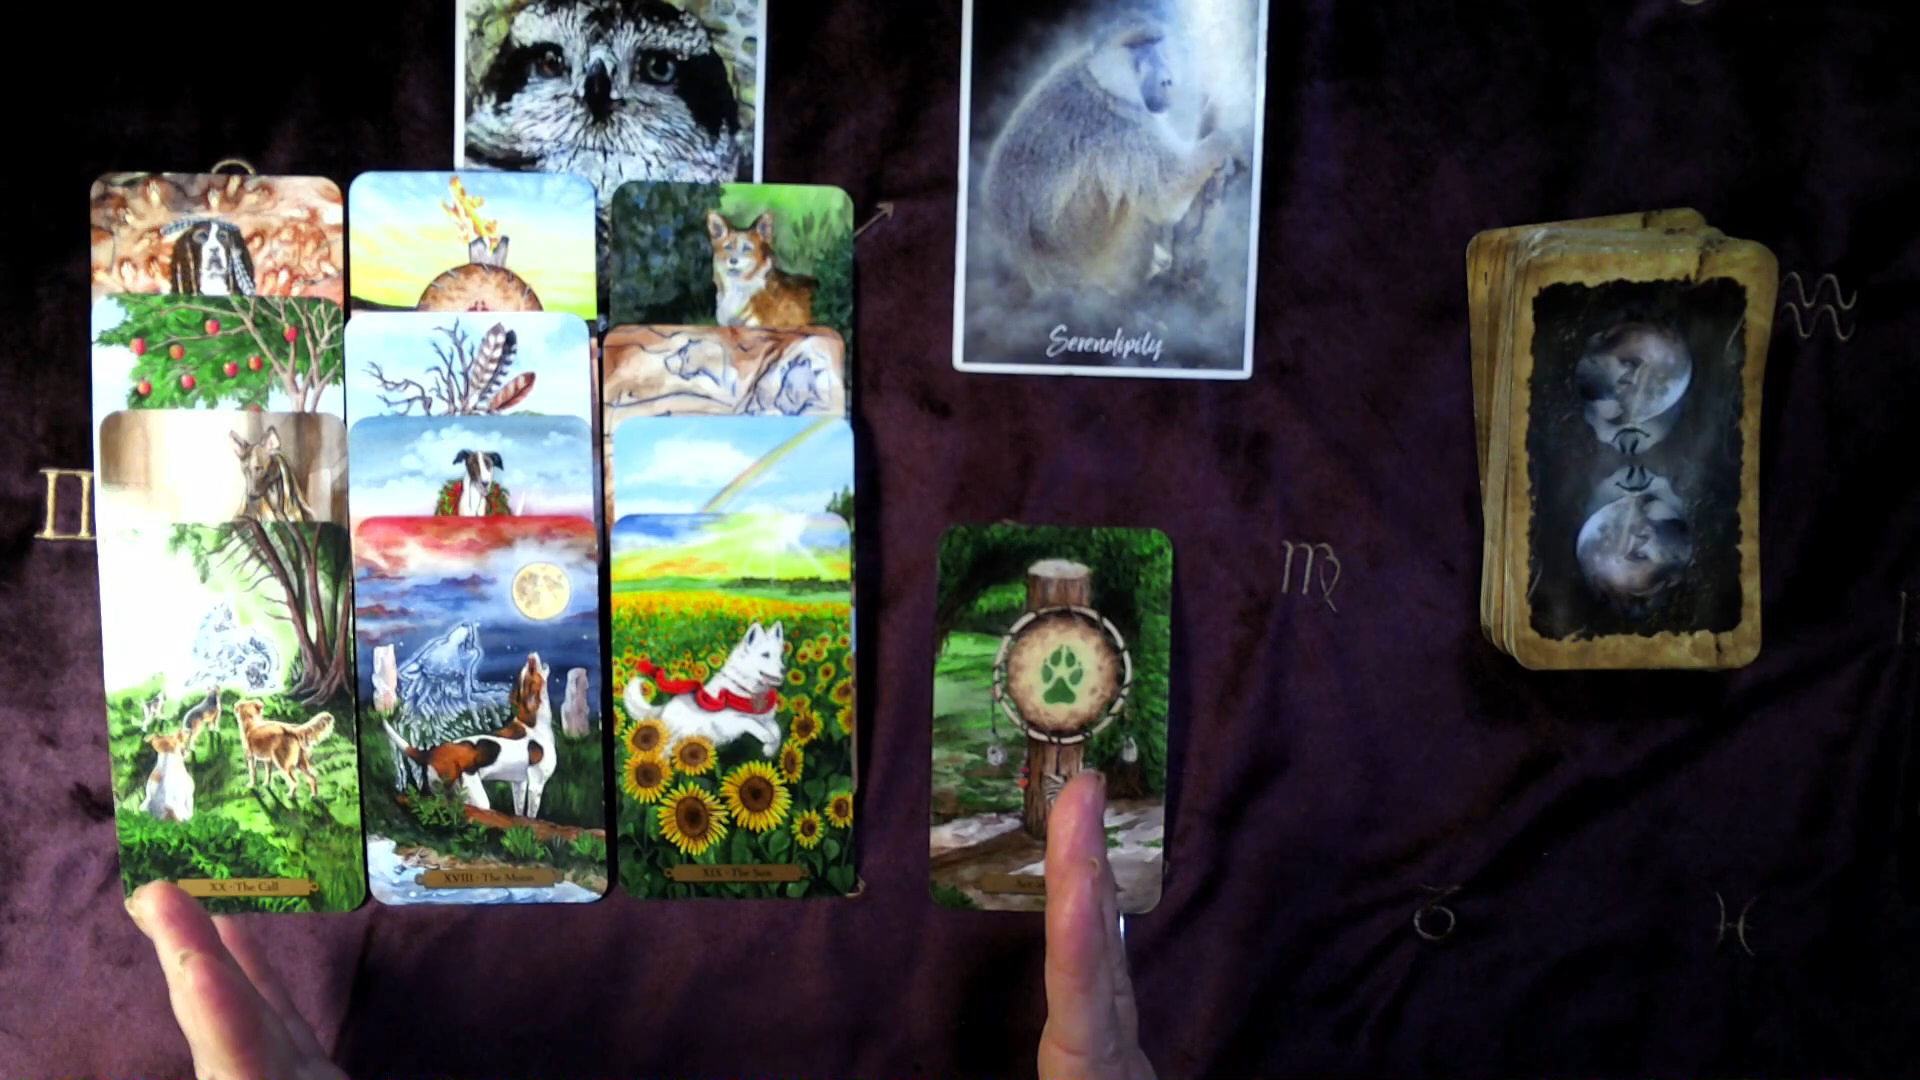 Serendipity
XX · The Call
XVIII · The Moon
XIX · The Sun